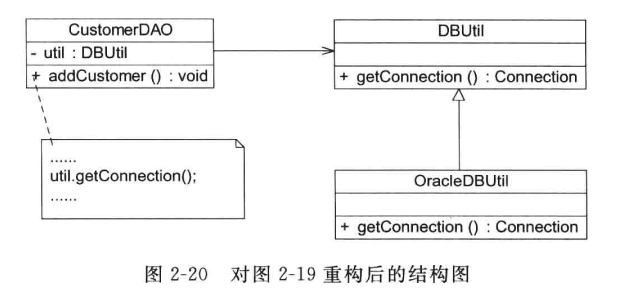 CustomerDAO
- util : DBUtil
+ addCustomer () : void
......
util.getConnection();
......
DBUtil
+ getConnection () : Connection
OracleDBUtil
+ getConnection () : Connection
图 2-20 对图 2-19 重构后的结构图